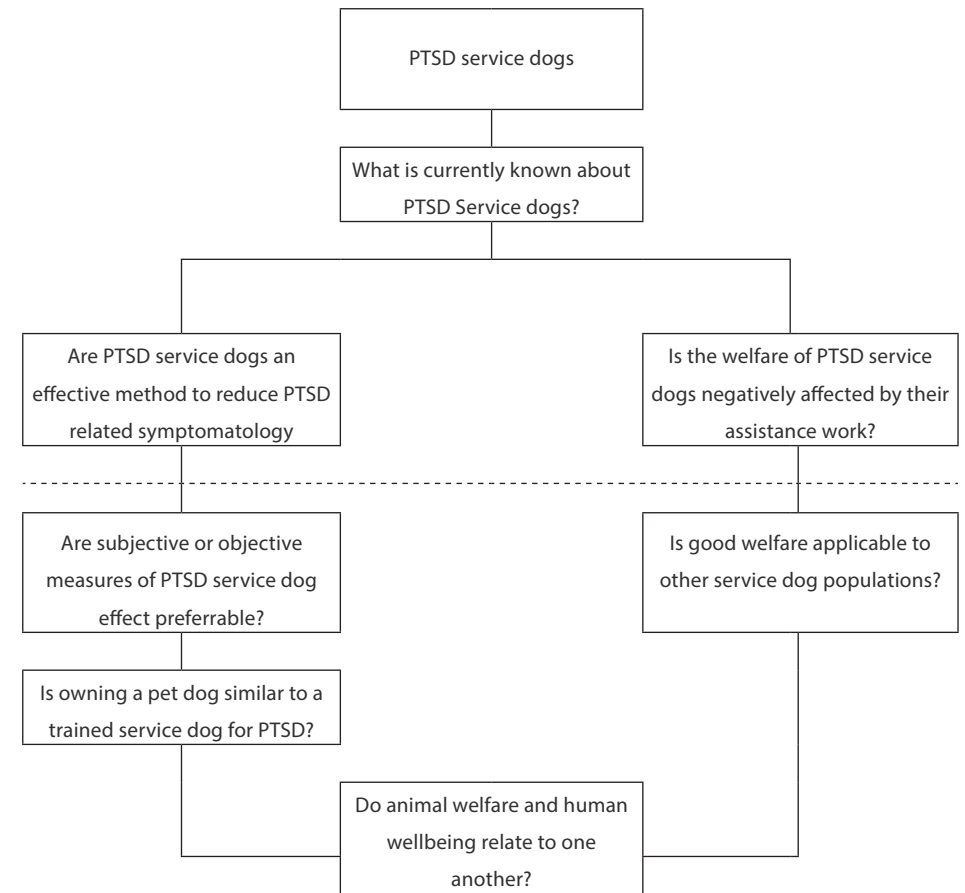 PTSD service dogs
What is currently known about
PTSD Service dogs?
Are PTSD service dogs an
effective method to reduce PTSD
related symptomatology
Is the welfare of PTSD service
dogs negatively affected by their
assistance work?
Are subjective or objective
measures of PTSD service dog
effect preferrable?
Is good welfare applicable to
other service dog populations?
Is owning a pet dog similar to a
trained service dog for PTSD?
Do animal welfare and human
wellbeing relate to one
another?